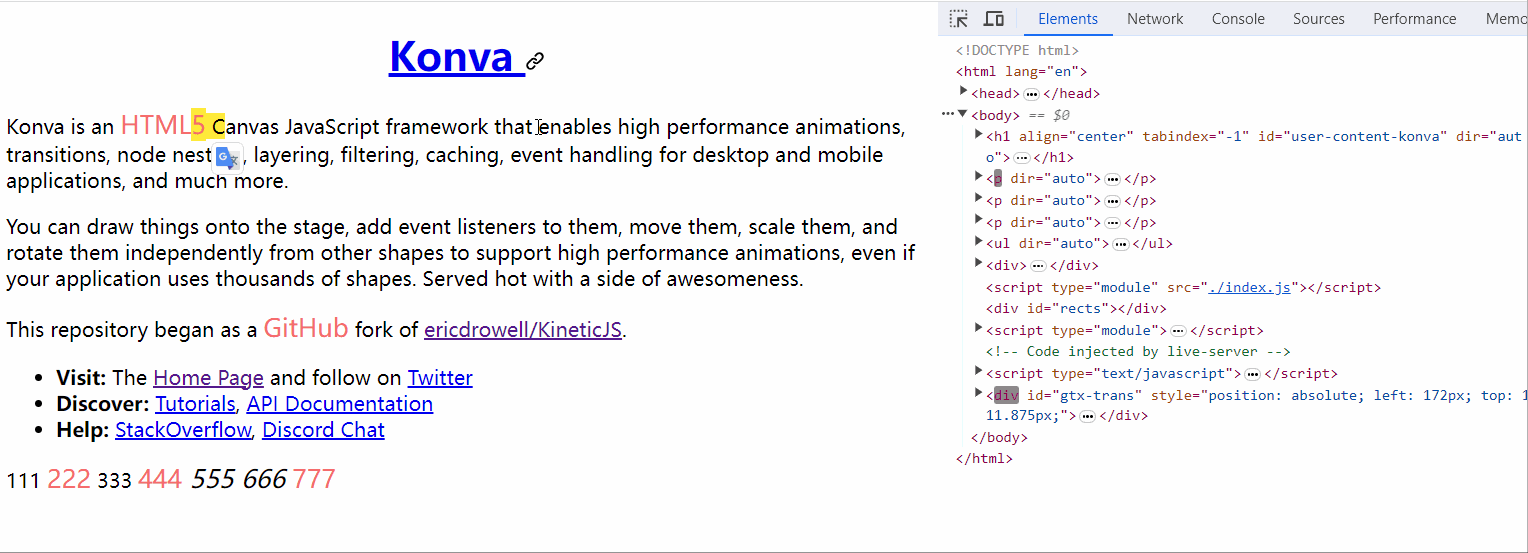 Konva
Konva is an HTML5 Canvas JavaScript framework that enables high performance animations,
transitions, node nest , layering, filtering, caching, event handling for desktop and mobile
applications, and much more.
You can draw things onto the stage, add event listeners to them, move them, scale them, and
rotate them independently from other shapes to support high performance animations, even if
your application uses thousands of shapes. Served hot with a side of awesomeness.
This repository began as a GitHub fork of ericdrowell/KineticJS.
• Visit: The Home Page and follow on Twitter
• Discover: Tutorials, API Documentation
• Help: StackOverflow, Discord Chat
111 222 333 444 555 666 777
Elements Network Console Sources Performance Memo
<!DOCTYPE html>
<html lang="en">
<head>…</head>
<body> == $0
<h1 align="center" tabindex="-1" id="user-content-konva" dir="aut
o">…</h1>
<p dir="auto">…</p>
<p dir="auto">…</p>
<p dir="auto">…</p>
<ul dir="auto">…</ul>
<div>…</div>
<script type="module" src="./index.js"></script>
<div id="rects"></div>
<script type="module">…</script>
<!-- Code injected by live-server -->
<script type="text/javascript">…</script>
<div id="gtx-trans" style="position: absolute; left: 172px; top: 1
11.875px;">…</div>
</body>
</html>